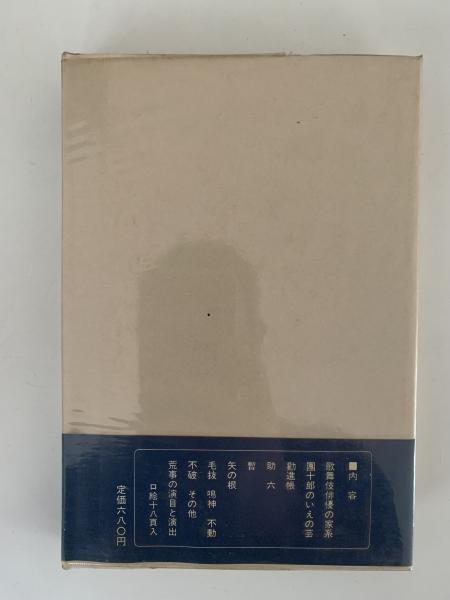 ■内容
歌舞伎俳優の家系
團十郎のいえの芸
勧進帳
助六
暫
矢の根
毛抜 鳴神 不動
不破 その他
荒事の演目と演出
口絵十八頁入
定価六八〇円